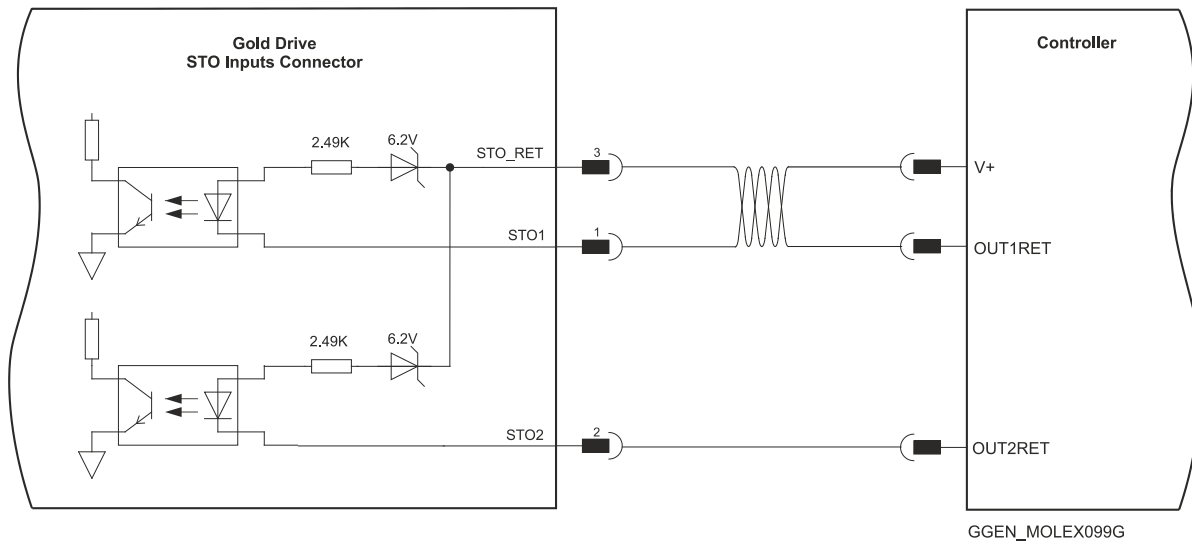 Gold Drive
STO Inputs Connector
Controller
2.49K
6.2V
STO_RET
3
V+
STO1
1
OUT1RET
2.49K
6.2V
STO2
2
OUT2RET
GGEN_MOLEX099G